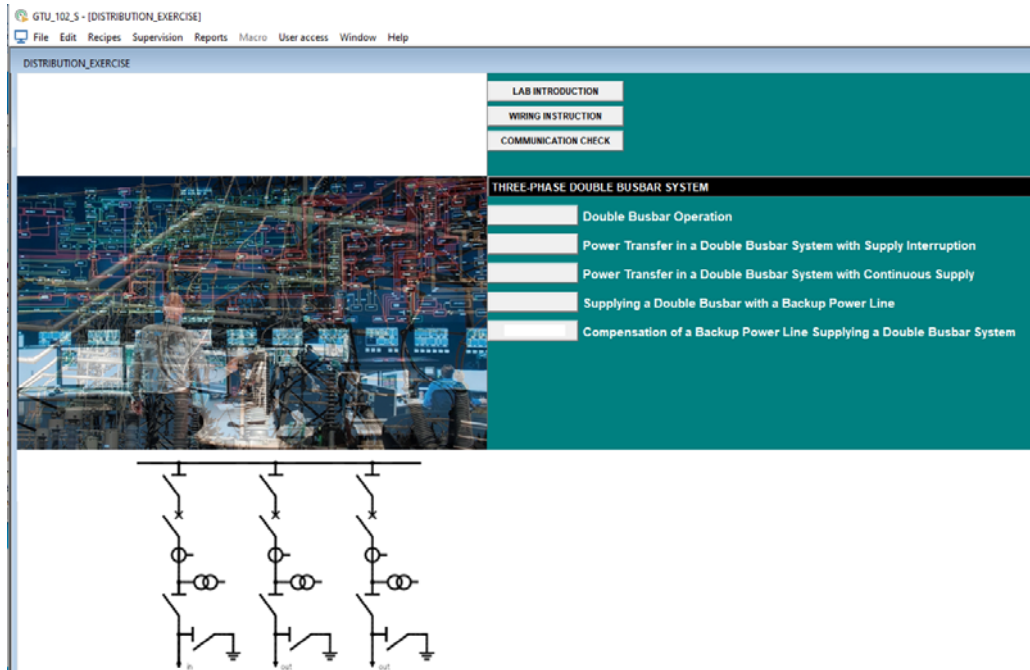 GTU_102_S - [DISTRIBUTION_EXERCISE]
File Edit Recipes Supervision Reports Macro User access Window Help
DISTRIBUTION_EXERCISE
LAB INTRODUCTION
WIRING INSTRUCTION
COMMUNICATION CHECK
THREE-PHASE DOUBLE BUSBAR SYSTEM
Double Busbar Operation
Power Transfer in a Double Busbar System with Supply Interruption
Power Transfer in a Double Busbar System with Continuous Supply
Supplying a Double Busbar with a Backup Power Line
Compensation of a Backup Power Line Supplying a Double Busbar System
in out out